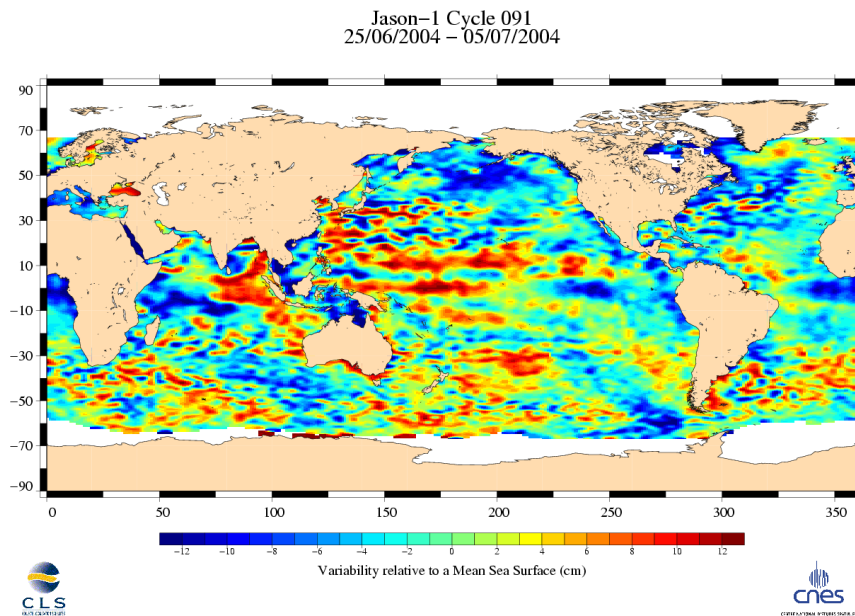 Jason−1 Cycle 091
25/06/2004 − 05/07/2004
90
70
50
30
10
−10
−30
−50
−70
−90
0 50 100 150 200 250 300 350
−12 −10 −8 −6 −4 −2 0 2 4 6 8 10 12
Variability relative to a Mean Sea Surface (cm)
CLS
cnes